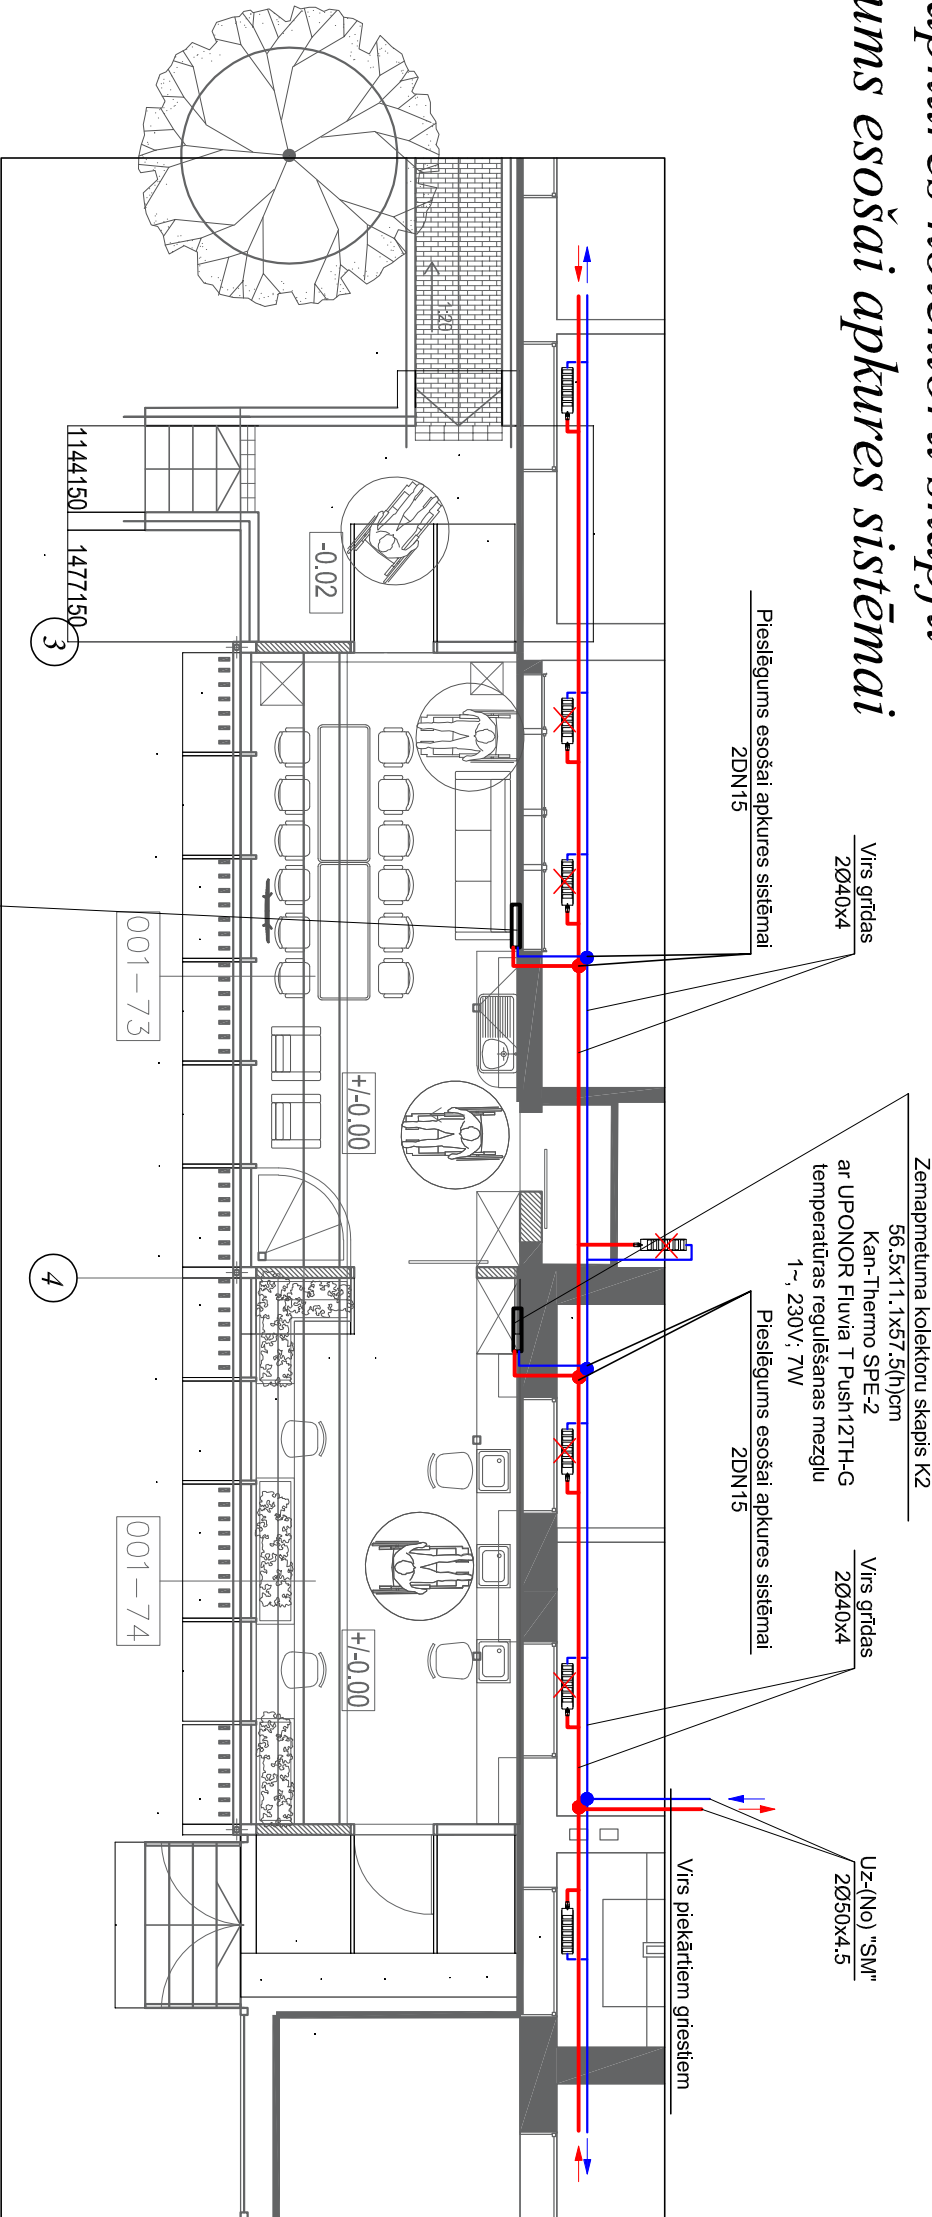 ums esošai apkures sistēmai
Pieslēgums esošai apkures sistēmai
2DN15
Virs grīdas
2Ø40x4
Zemapmetuma kolektoru skapis K2
56.5x11.1x57.5(h)cm
Kan-Thermo SPE-2
ar UPONOR Fluvia T Push12TH-G
temperatūras regulēšanas mezglu
1~, 230V; 7W
Pieslēgums esošai apkures sistēmai
2DN15
Virs grīdas
2Ø40x4
Uz-(No) "SM"
2Ø50x4.5
Virs piekārtiem griestiem
1:20
-0.02
1144150
1477150
3
001-73
+/-0.00
4
001-74
+/-0.00